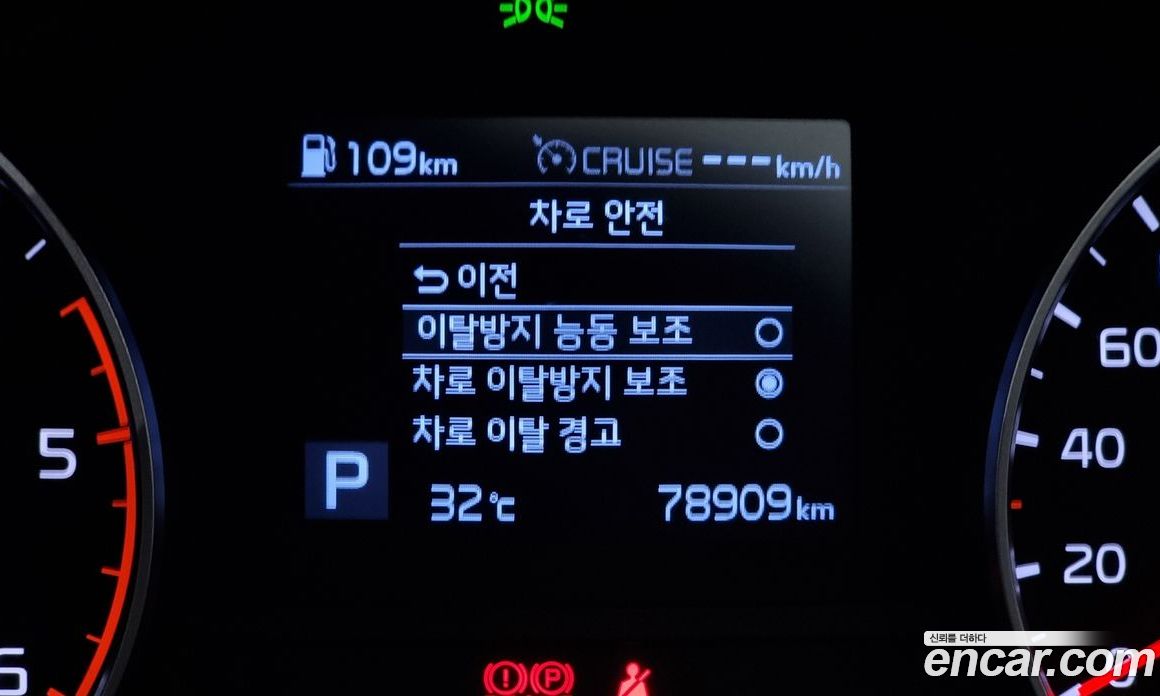 109km CRUISE ---km/h
차로 안전
이전
이탈방지 능동 보조
차로 이탈방지 보조
차로 이탈 경고
P
32°C 78909km
5
6
60
40
20
0
P
신뢰를 더하다
encar.com